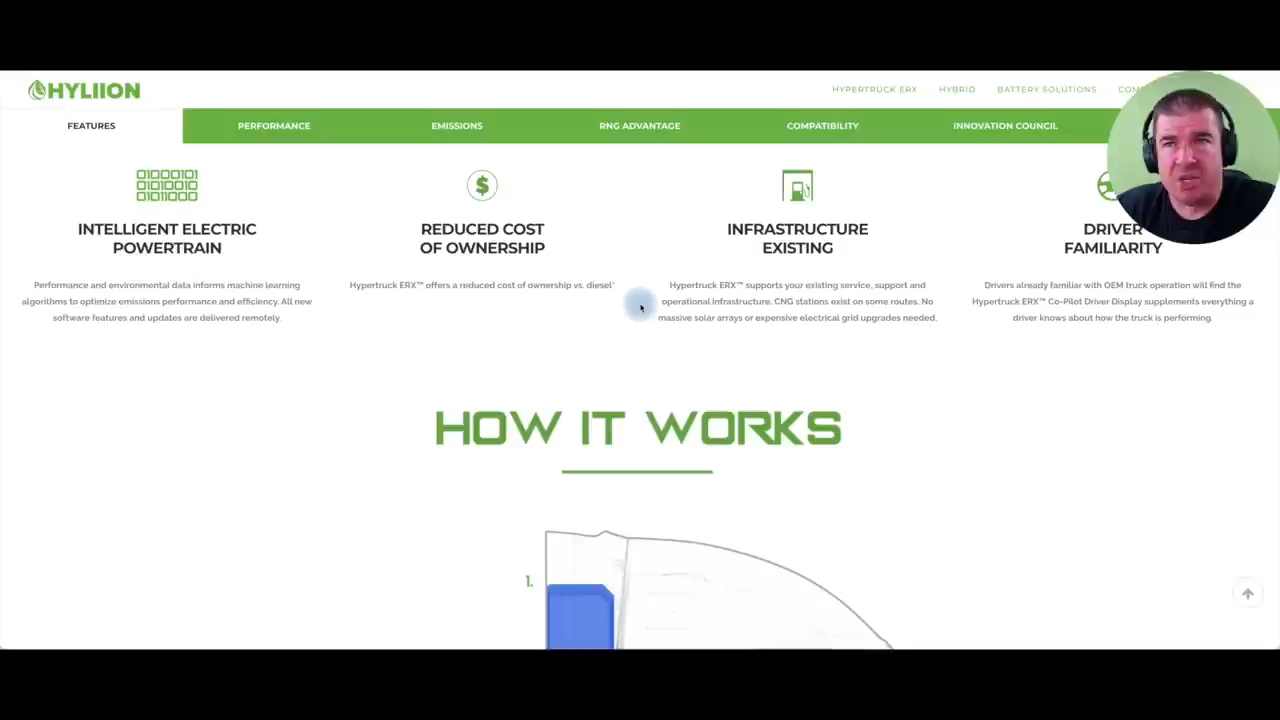 HYLIION
HYPERTRUCK ERX HYBRID BATTERY SOLUTIONS
FEATURES PERFORMANCE EMISSIONS RNG ADVANTAGE COMPATIBILITY INNOVATION COUNCIL
01000101
01010010
01011000
INTELLIGENT ELECTRIC
POWERTRAIN
Performance and environmental data informs machine learning
algorithms to optimize emissions performance and efficiency. All new
software features and updates are delivered remotely.
$
REDUCED COST
OF OWNERSHIP
Hypertruck ERX™ offers a reduced cost of ownership vs. diesel*
INFRASTRUCTURE
EXISTING
Hypertruck ERX™ supports your existing service, support and
operational infrastructure. CNG stations exist on some routes. No
massive solar arrays or expensive electrical grid upgrades needed.
DRIVER
FAMILIARITY
Drivers already familiar with OEM truck operation will find the
Hypertruck ERX™ Co-Pilot Driver Display supplements everything a
driver knows about how the truck is performing.
HOW IT WORKS
1.